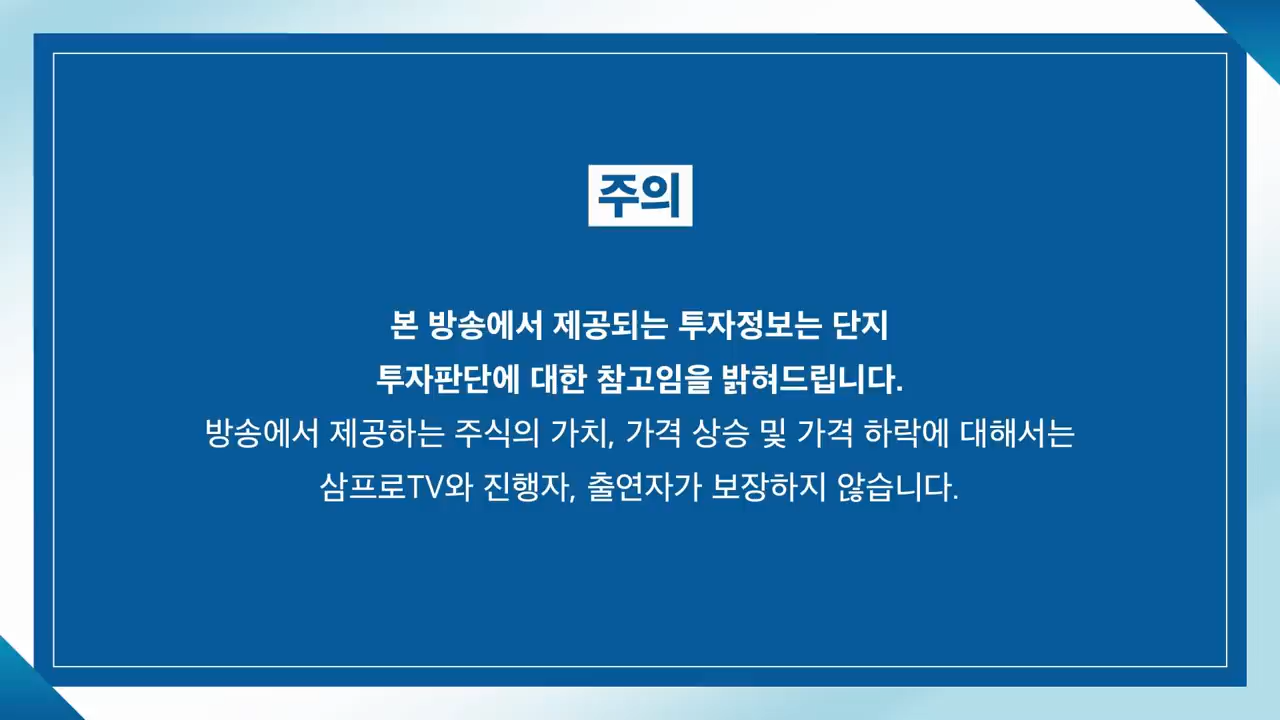 주의
본 방송에서 제공되는 투자정보는 단지
투자판단에 대한 참고임을 밝혀드립니다.
방송에서 제공하는 주식의 가치, 가격 상승 및 가격 하락에 대해서는
삼프로TV와 진행자, 출연자가 보장하지 않습니다.